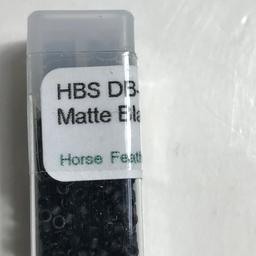 HBS DB-
Matte Bla
Horse Feath